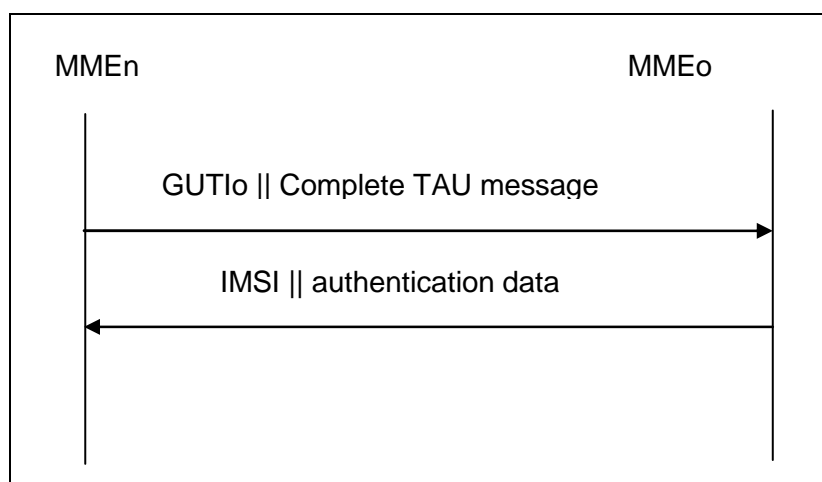 MMEn
MMEo
GUTIo || Complete TAU message
IMSI || authentication data